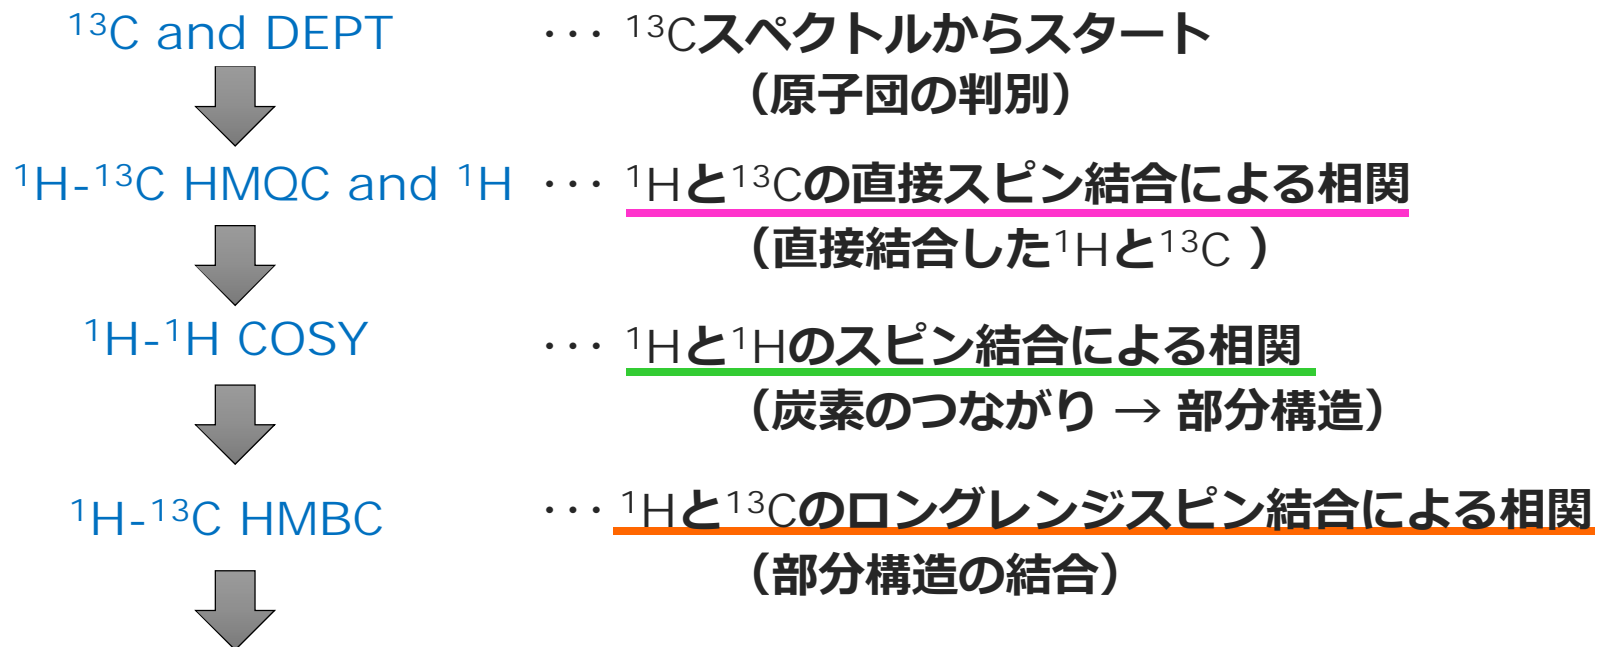 ¹³C and DEPT ··· ¹³Cスペクトルからスタート
（原子団の判別）
¹H-¹³C HMQC and ¹H ··· ¹Hと¹³Cの直接スピン結合による相関
（直接結合した¹Hと¹³C ）
¹H-¹H COSY ··· ¹Hと¹Hのスピン結合による相関
（炭素のつながり → 部分構造）
¹H-¹³C HMBC ··· ¹Hと¹³Cのロングレンジスピン結合による相関
（部分構造の結合）